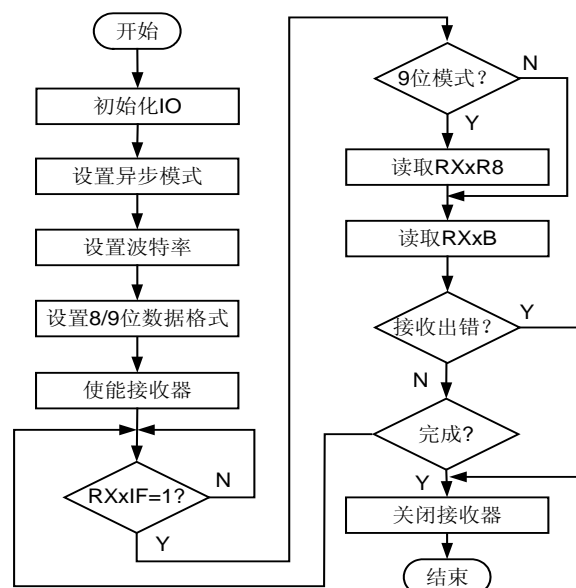 开始
初始化IO
设置异步模式
设置波特率
设置8/9位数据格式
使能接收器
RXxIF=1?
N
Y
9位模式？
N
Y
读取RXxR8
读取RXxB
接收出错？
Y
N
完成?
Y
关闭接收器
结束